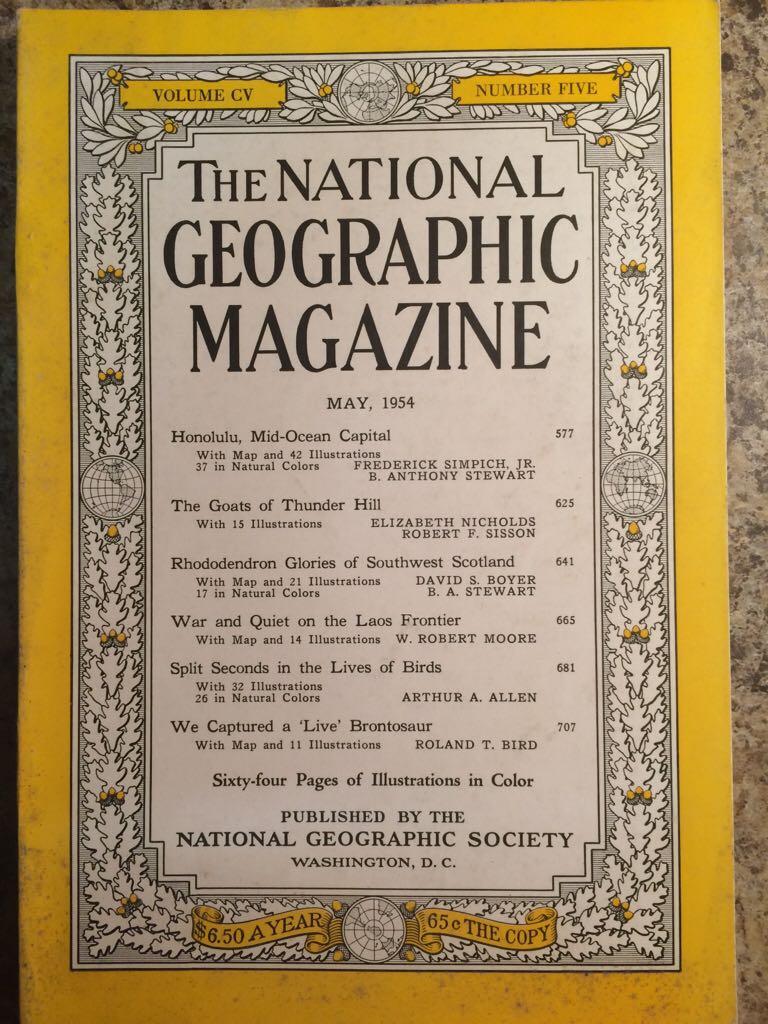 VOLUME CV NUMBER FIVE
THE NATIONAL
GEOGRAPHIC
MAGAZINE
MAY, 1954
Honolulu, Mid-Ocean Capital 577
With Map and 42 Illustrations
37 in Natural Colors FREDERICK SIMPICH, JR.
B. ANTHONY STEWART
The Goats of Thunder Hill 625
With 15 Illustrations ELIZABETH NICHOLDS
ROBERT F. SISSON
Rhododendron Glories of Southwest Scotland 641
With Map and 21 Illustrations DAVID S. BOYER
17 in Natural Colors B. A. STEWART
War and Quiet on the Laos Frontier 665
With Map and 14 Illustrations W. ROBERT MOORE
Split Seconds in the Lives of Birds 681
With 32 Illustrations
26 in Natural Colors ARTHUR A. ALLEN
We Captured a 'Live' Brontosaur 707
With Map and 11 Illustrations ROLAND T. BIRD
Sixty-four Pages of Illustrations in Color
PUBLISHED BY THE
NATIONAL GEOGRAPHIC SOCIETY
WASHINGTON, D. C.
$6.50 A YEAR 65c THE COPY